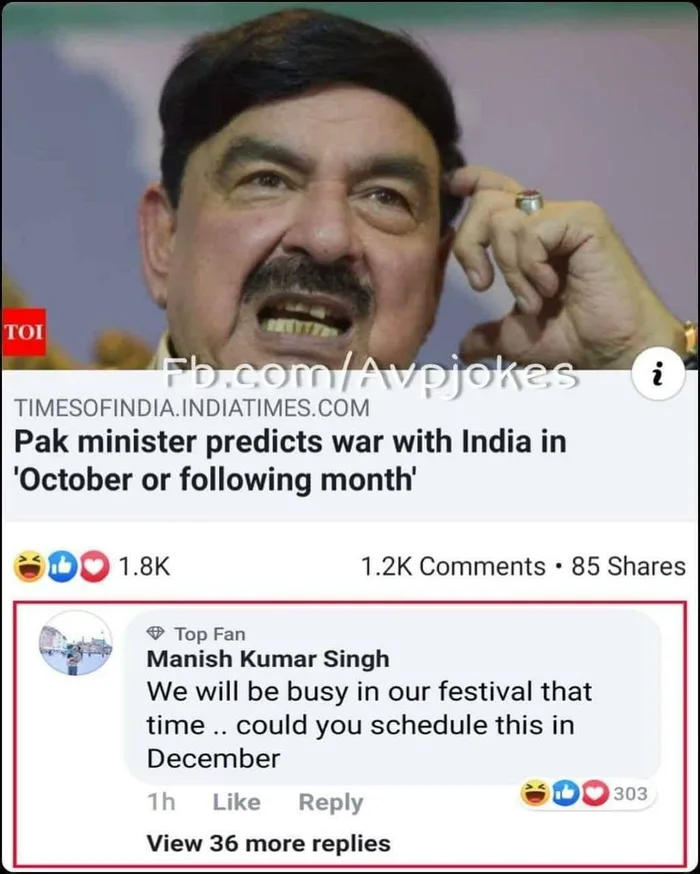 TOI
Fb.com/Avpjokes
i
TIMESOFINDIA.INDIATIMES.COM
Pak minister predicts war with India in
'October or following month'
1.8K 1.2K Comments • 85 Shares
Top Fan
Manish Kumar Singh
We will be busy in our festival that
time .. could you schedule this in
December
1h Like Reply 303
View 36 more replies